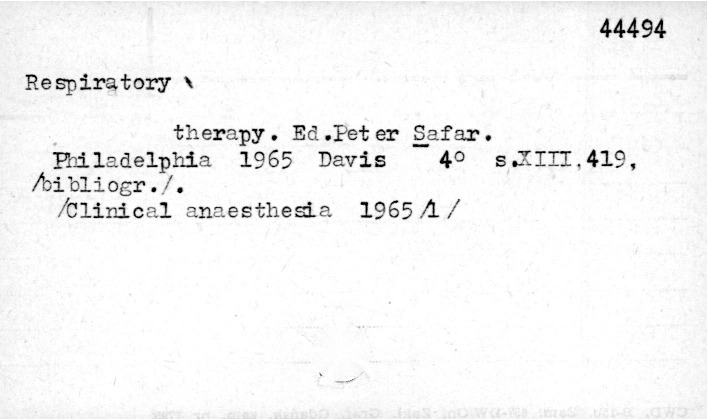 44494
Respiratory
therapy. Ed.Peter Safar.
Philadelphia 1965 Davis 4° s.XIII,419,
/bibliogr./.
/Clinical anaesthesia 1965/1/